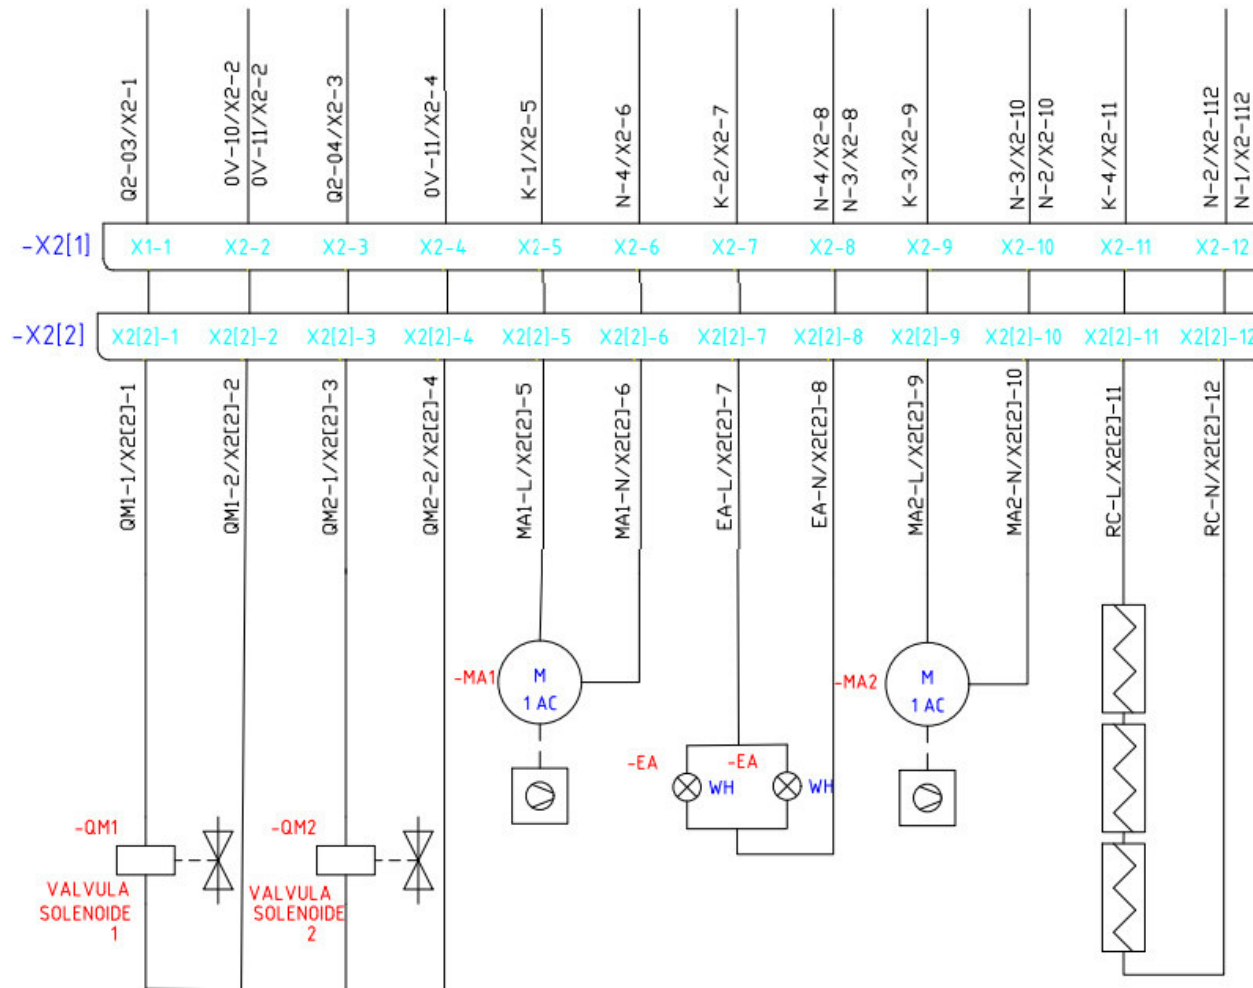 Q2-03/X2-1
0V-10/X2-2
0V-11/X2-2
Q2-04/X2-3
0V-11/X2-4
K-1/X2-5
N-4/X2-6
K-2/X2-7
N-4/X2-8
N-3/X2-8
K-3/X2-9
N-3/X2-10
N-2/X2-10
K-4/X2-11
N-2/X2-112
N-1/X2-112
-X2[1] X1-1 X2-2 X2-3 X2-4 X2-5 X2-6 X2-7 X2-8 X2-9 X2-10 X2-11 X2-12
-X2[2] X2[2]-1 X2[2]-2 X2[2]-3 X2[2]-4 X2[2]-5 X2[2]-6 X2[2]-7 X2[2]-8 X2[2]-9 X2[2]-10 X2[2]-11 X2[2]-12
QM1-1/X2[2]-1
QM1-2/X2[2]-2
QM2-1/X2[2]-3
QM2-2/X2[2]-4
MA1-L/X2[2]-5
MA1-N/X2[2]-6
EA-L/X2[2]-7
EA-N/X2[2]-8
MA2-L/X2[2]-9
MA2-N/X2[2]-10
RC-L/X2[2]-11
RC-N/X2[2]-12
-MA1
M
1 AC
-MA2
M
1 AC
-EA
WH
-EA
WH
-QM1
VALVULA
SOLENOIDE
1
-QM2
VALVULA
SOLENOIDE
2